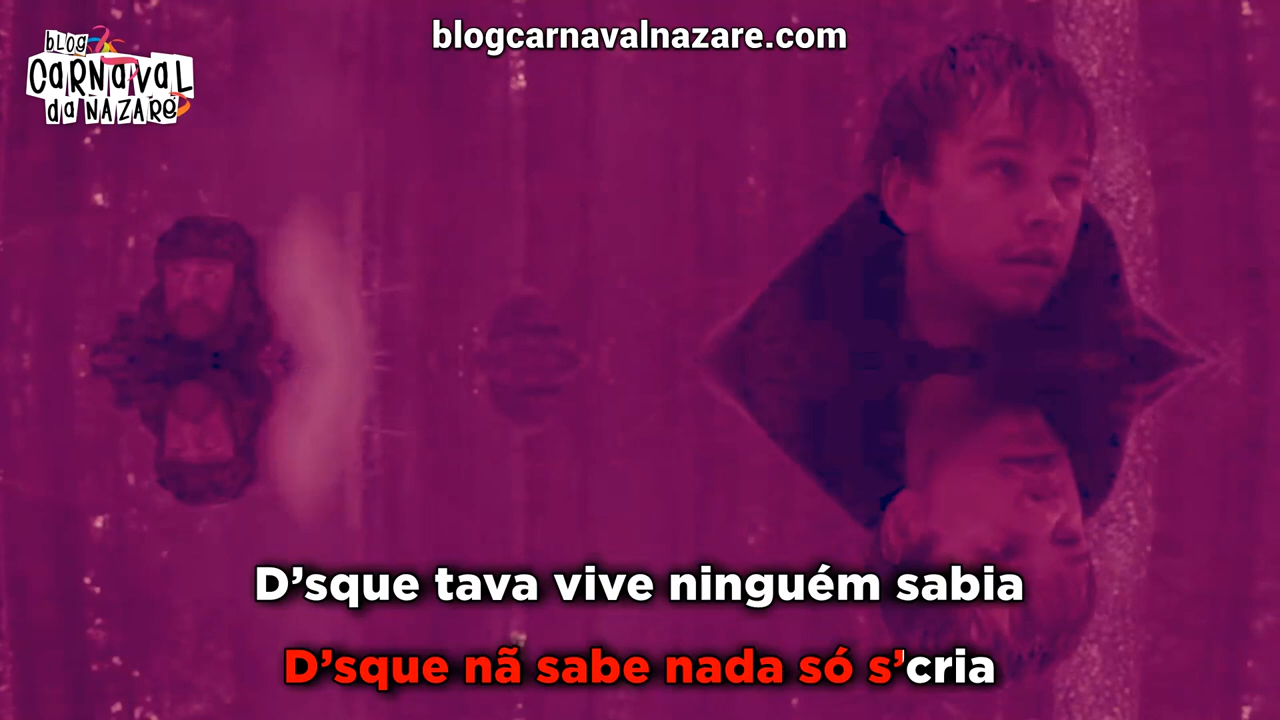 blogcarnavalnazare.com
BLOG
CARNAVAL
da NAZARÉ
D’sque tava vive ninguém sabia
D’sque nã sabe nada só s’cria